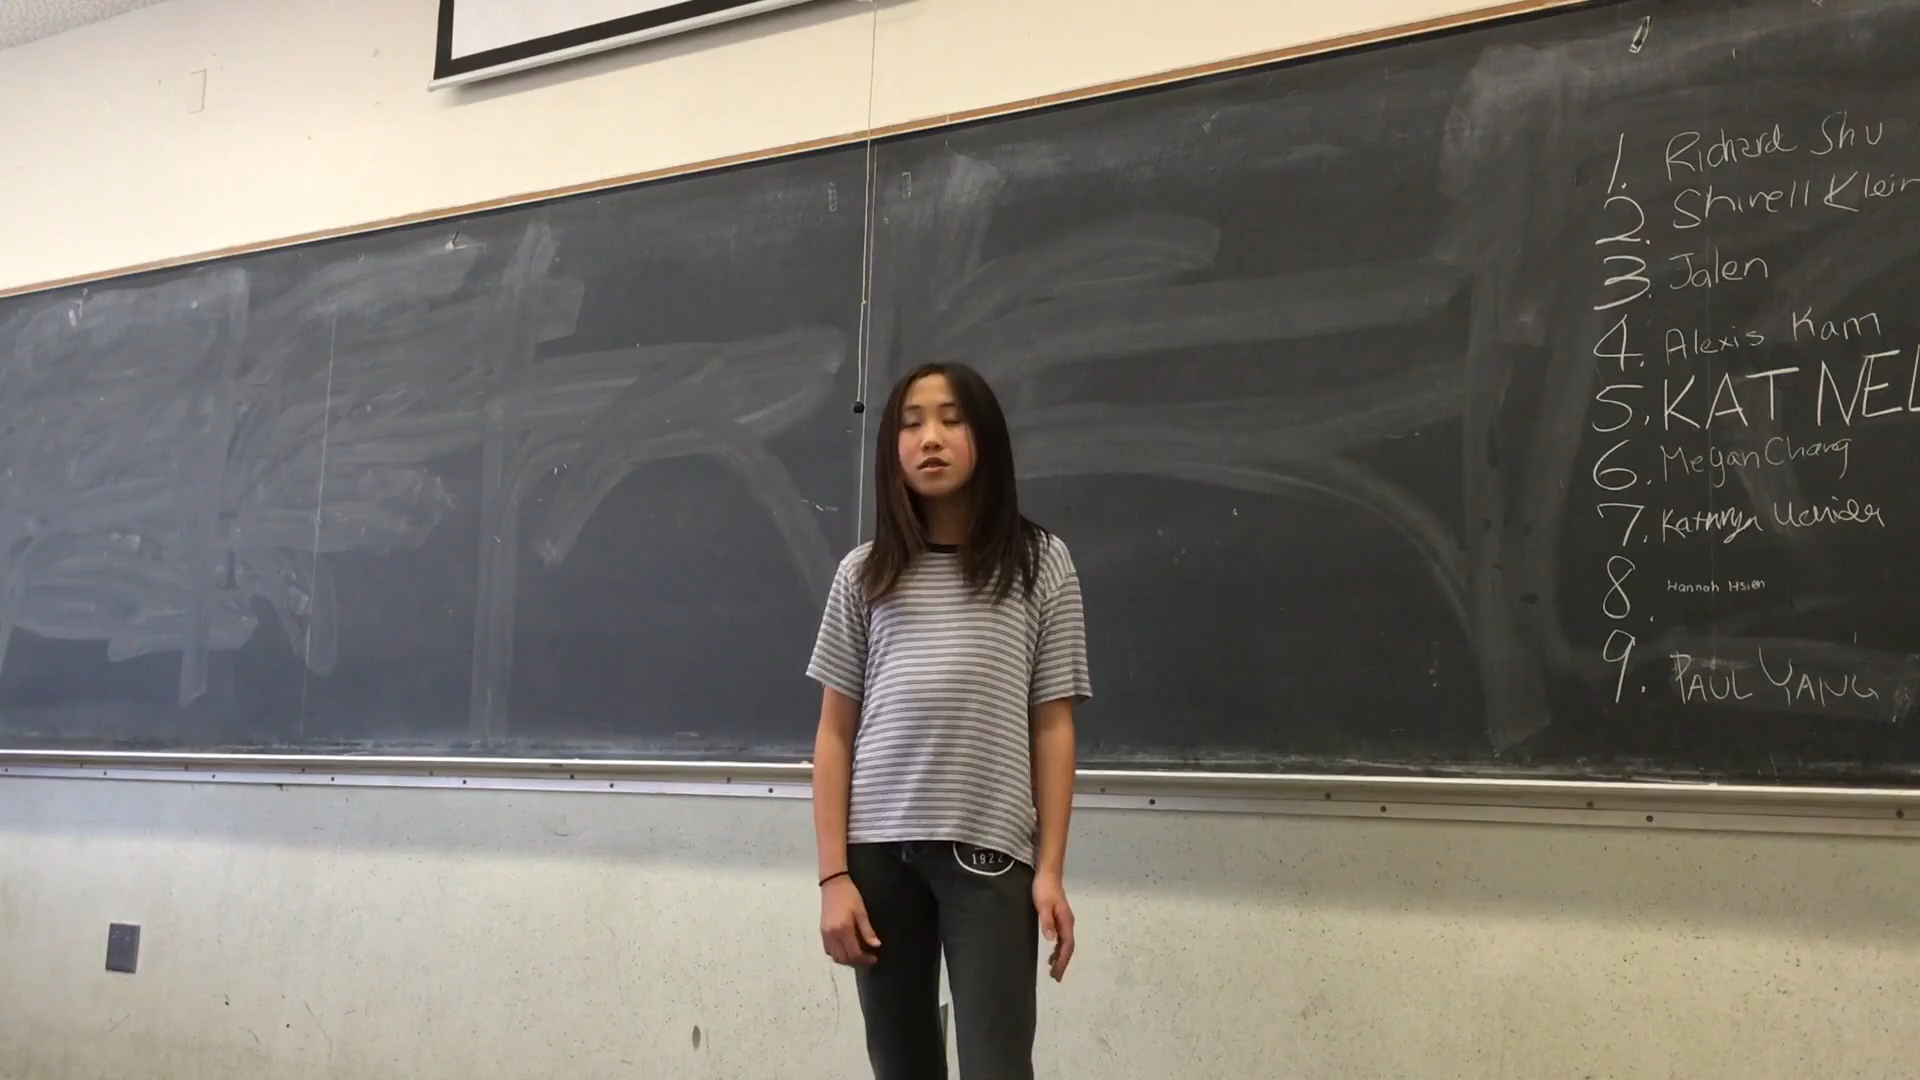 1. Richard Shu
2. Shirell Klein
3. Jalen
4. Alexis Kam
5. KAT NEL
6. Megan Chang
7. Kathryn
8. Hannah Hsieh
9. PAUL YANG
1922